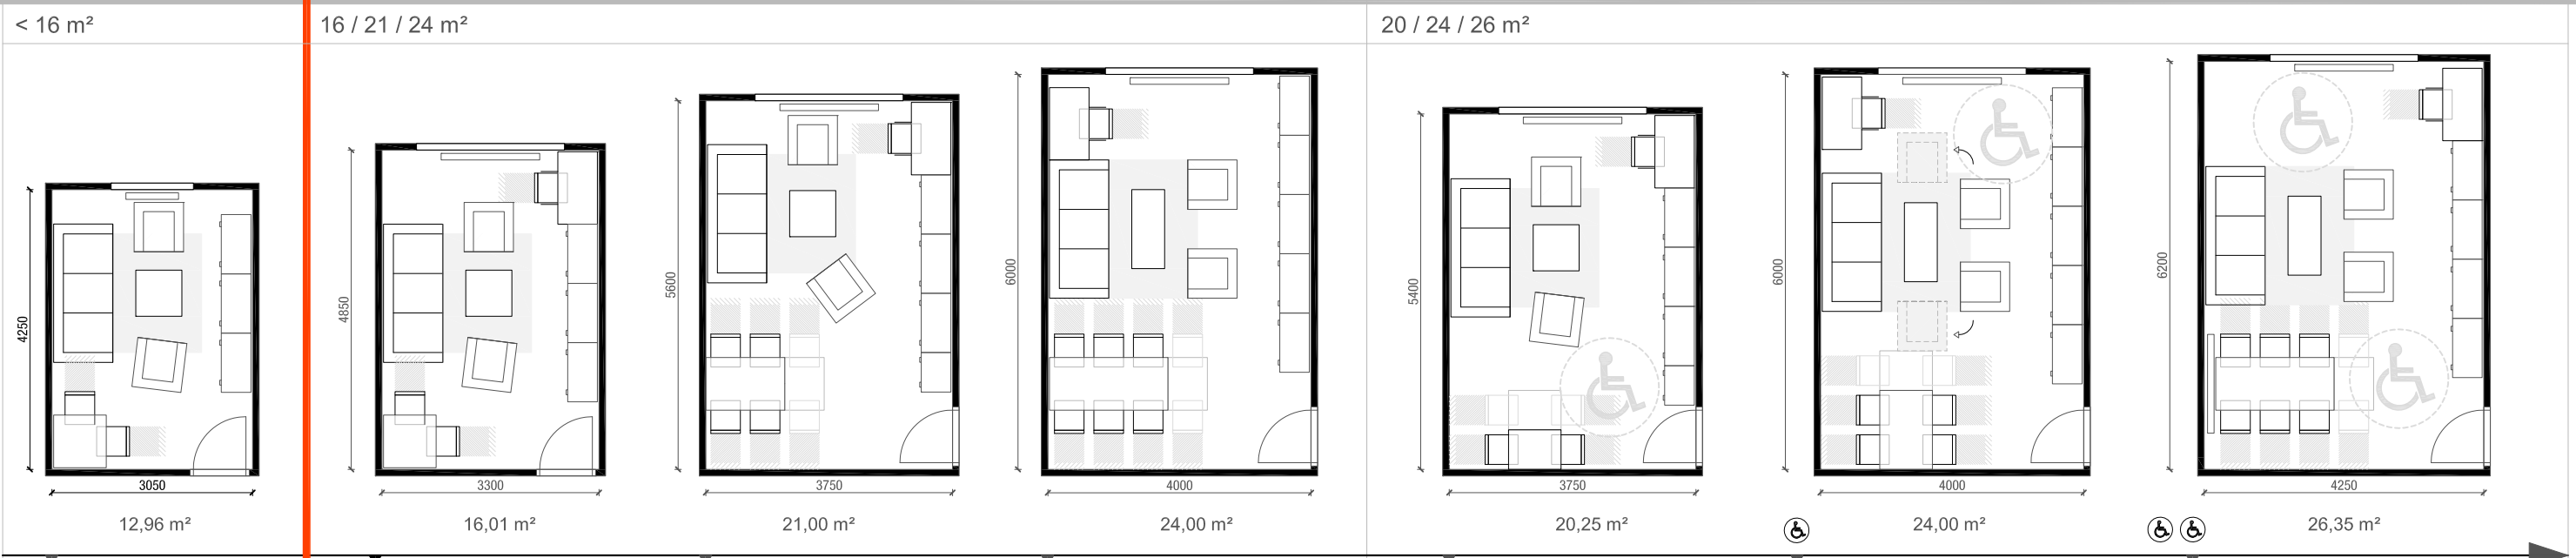 < 16 m²
16 / 21 / 24 m²
20 / 24 / 26 m²
4250
3050
12,96 m²
4850
3300
16,01 m²
5600
3750
21,00 m²
6000
4000
24,00 m²
5400
3750
20,25 m²
6000
4000
24,00 m²
6200
4250
26,35 m²